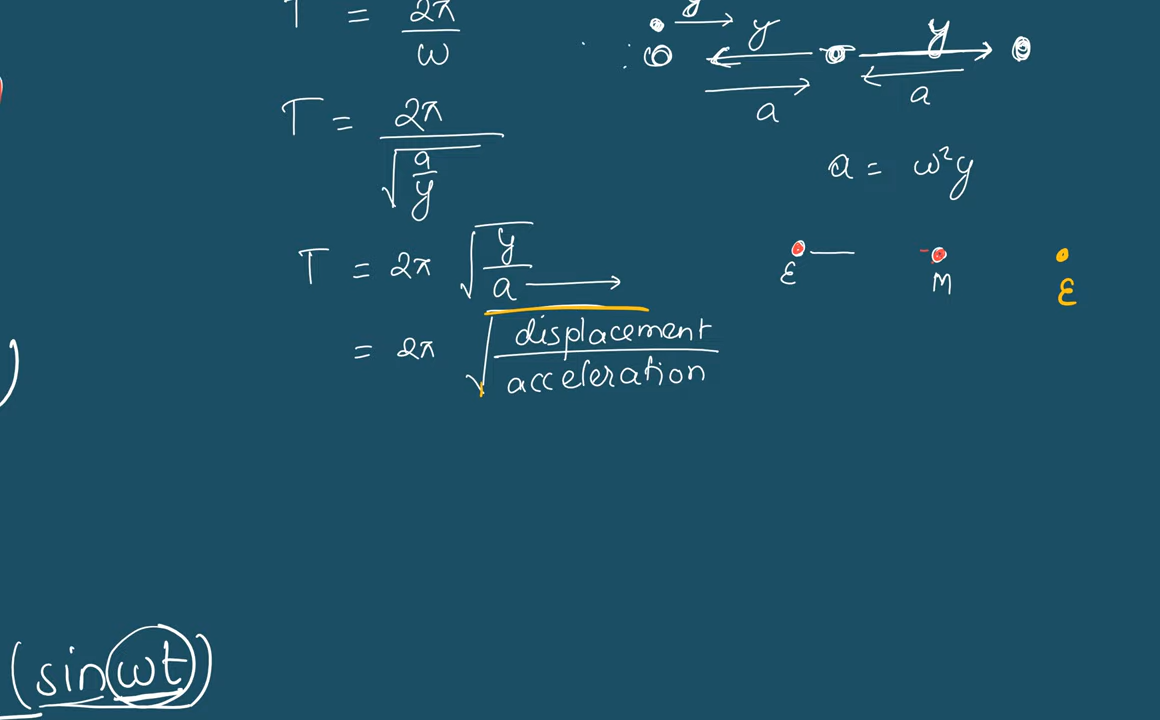 T = 2π/ω
y
y y
a a
T = 2π/√(a/y)
a = ω²y
T = 2π √(y/a)
E M E
= 2π √(displacement/acceleration)
)
(sin ωt)